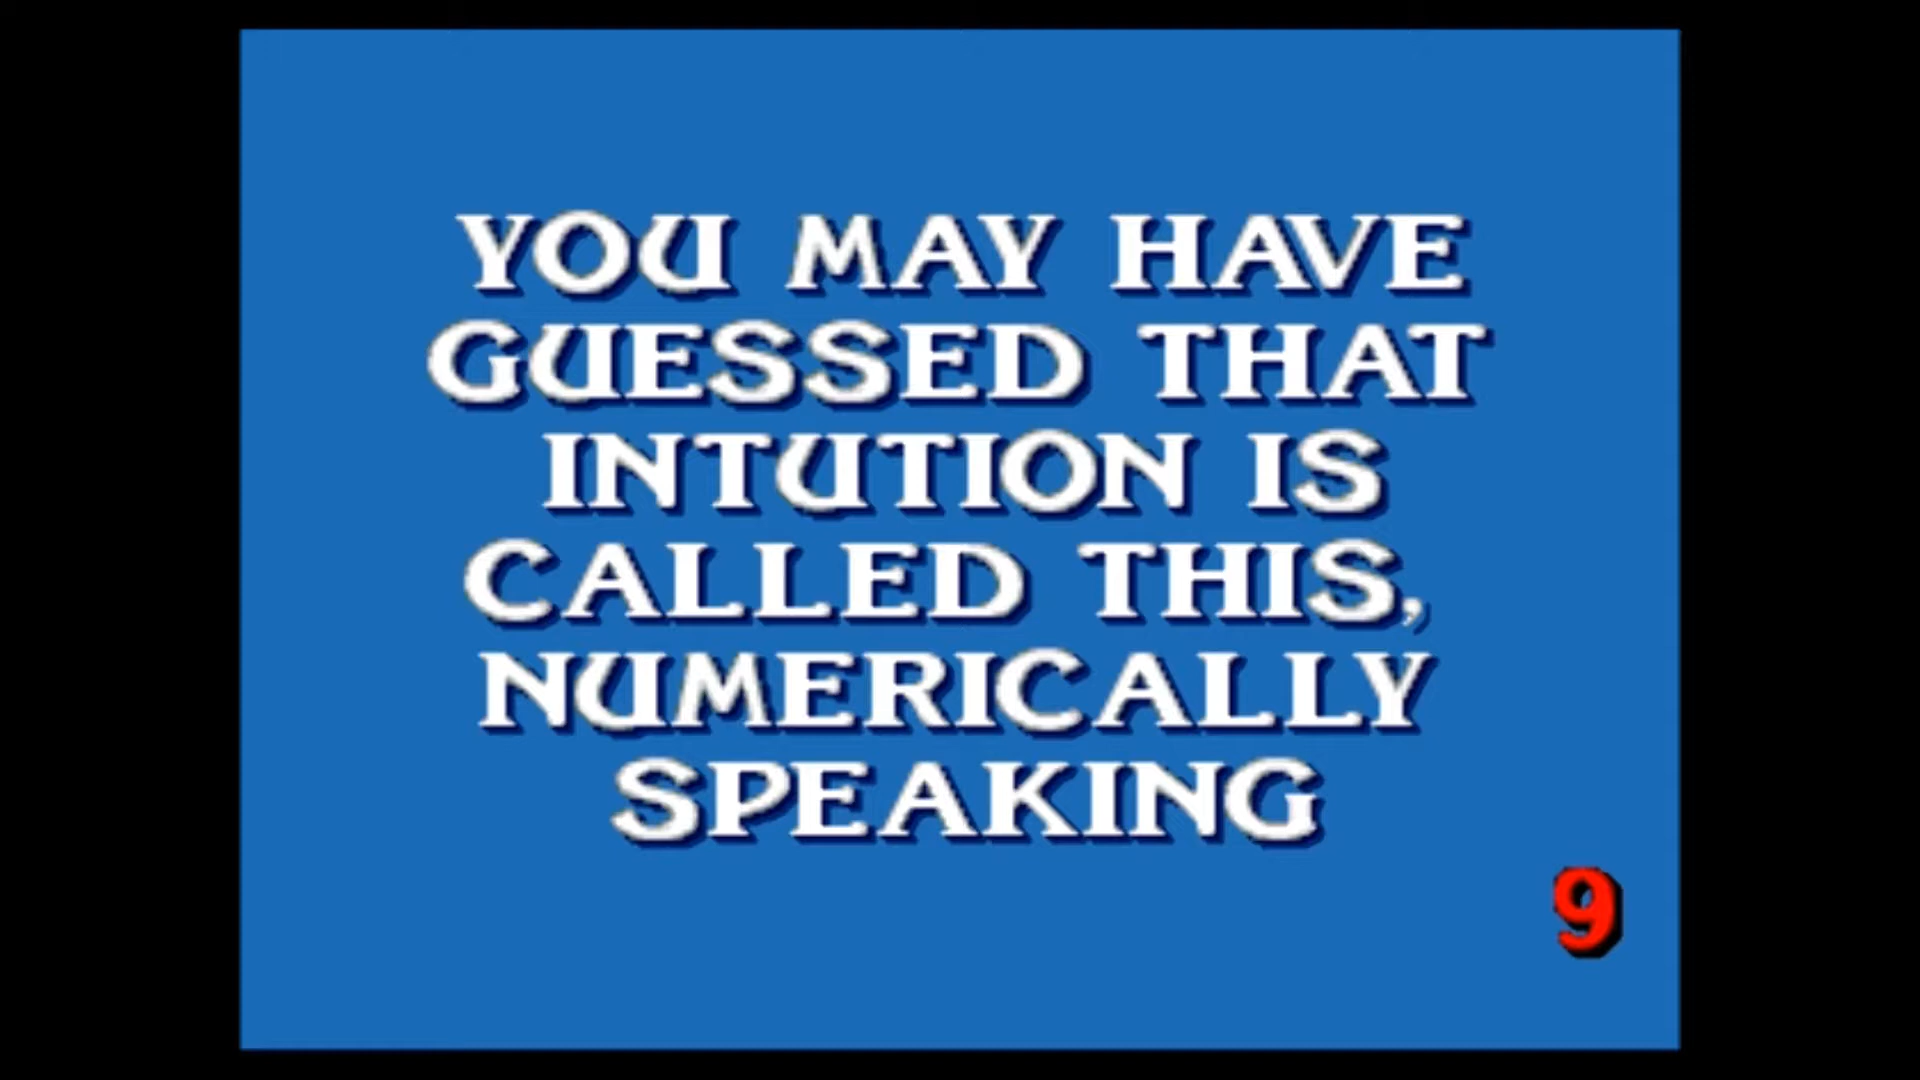 YOU MAY HAVE
GUESSED THAT
INTUTION IS
CALLED THIS,
NUMERICALLY
SPEAKING
9